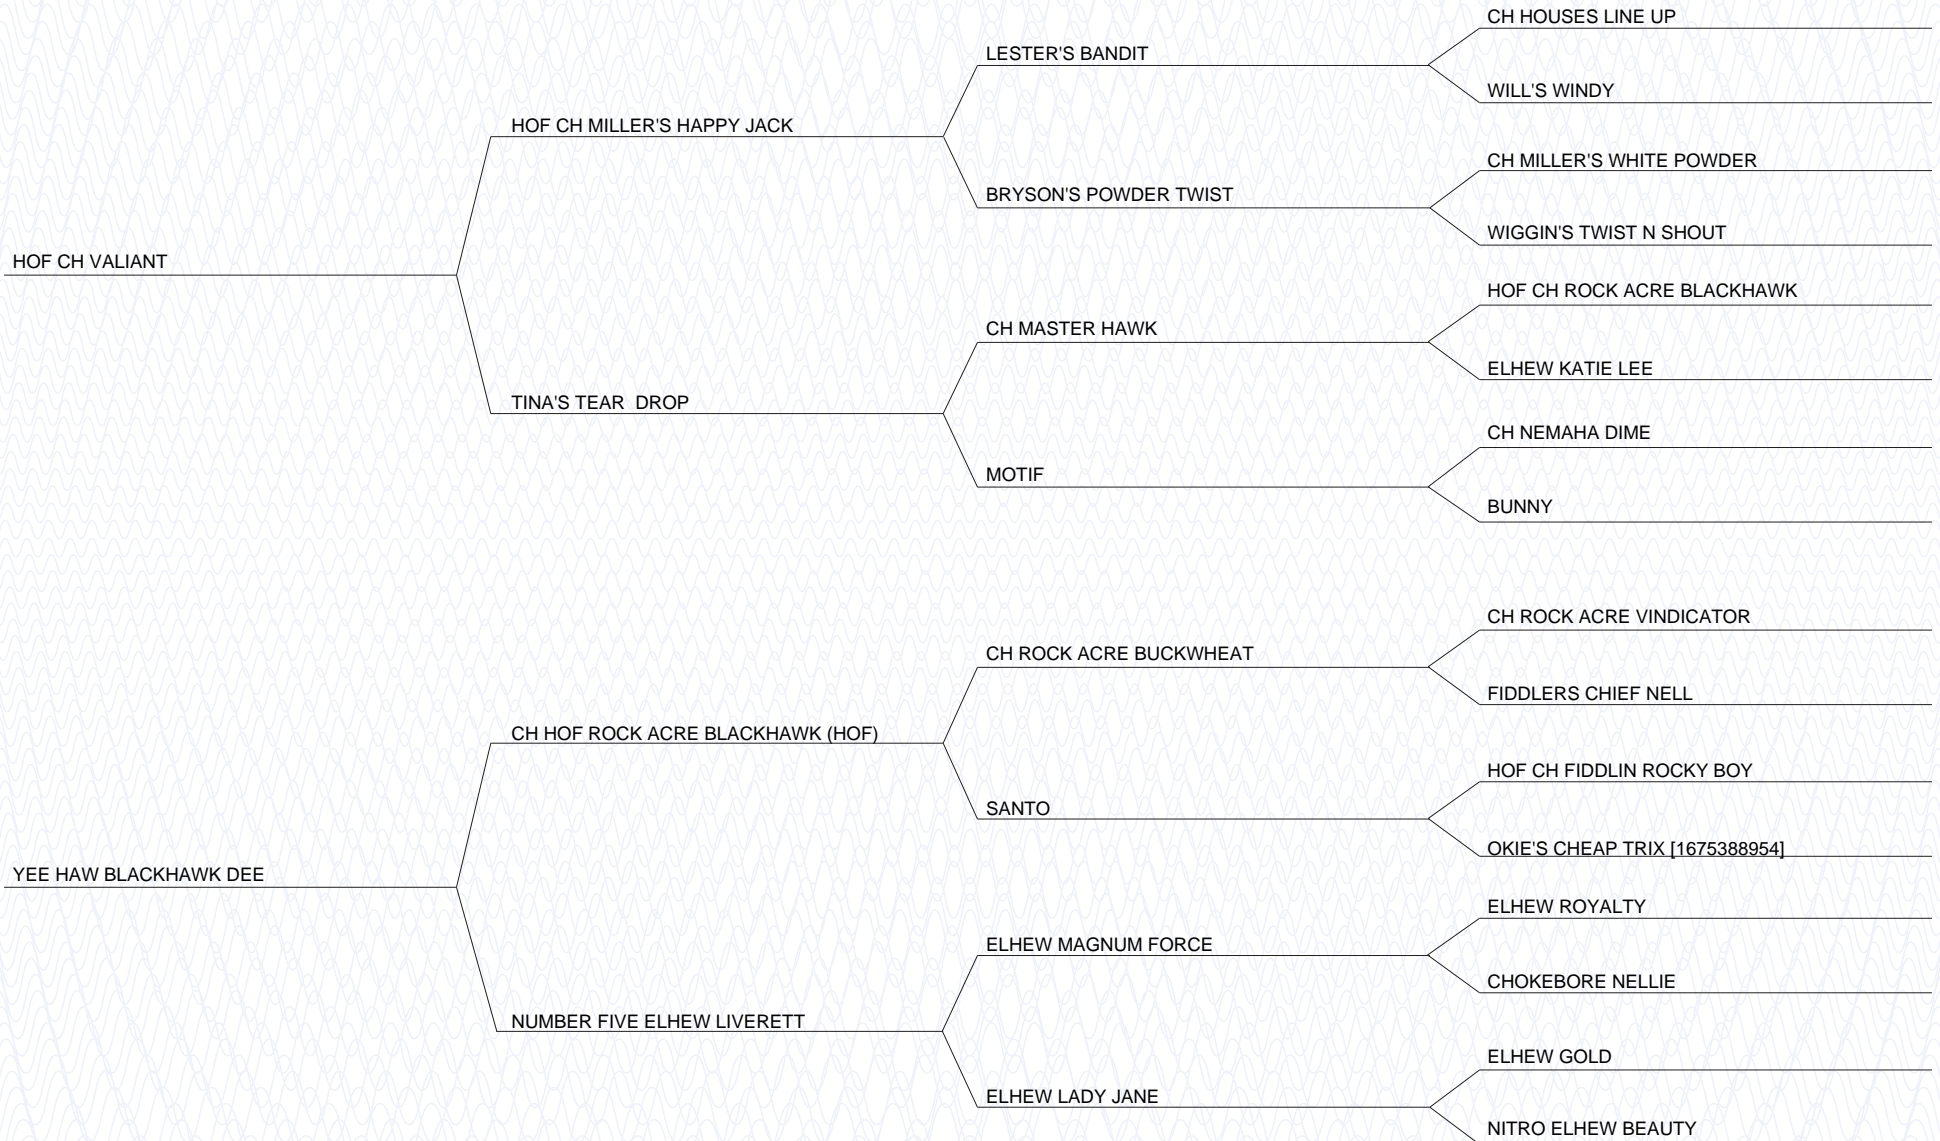 CH HOUSES LINE UP
LESTER'S BANDIT
WILL'S WINDY
HOF CH MILLER'S HAPPY JACK
CH MILLER'S WHITE POWDER
BRYSON'S POWDER TWIST
WIGGIN'S TWIST N SHOUT
HOF CH VALIANT
HOF CH ROCK ACRE BLACKHAWK
CH MASTER HAWK
ELHEW KATIE LEE
TINA'S TEAR  DROP
CH NEMAHA DIME
MOTIF
BUNNY
CH ROCK ACRE VINDICATOR
CH ROCK ACRE BUCKWHEAT
FIDDLERS CHIEF NELL
CH HOF ROCK ACRE BLACKHAWK (HOF)
HOF CH FIDDLIN ROCKY BOY
SANTO
OKIE'S CHEAP TRIX [1675388954]
YEE HAW BLACKHAWK DEE
ELHEW ROYALTY
ELHEW MAGNUM FORCE
CHOKEBORE NELLIE
NUMBER FIVE ELHEW LIVERETT
ELHEW GOLD
ELHEW LADY JANE
NITRO ELHEW BEAUTY